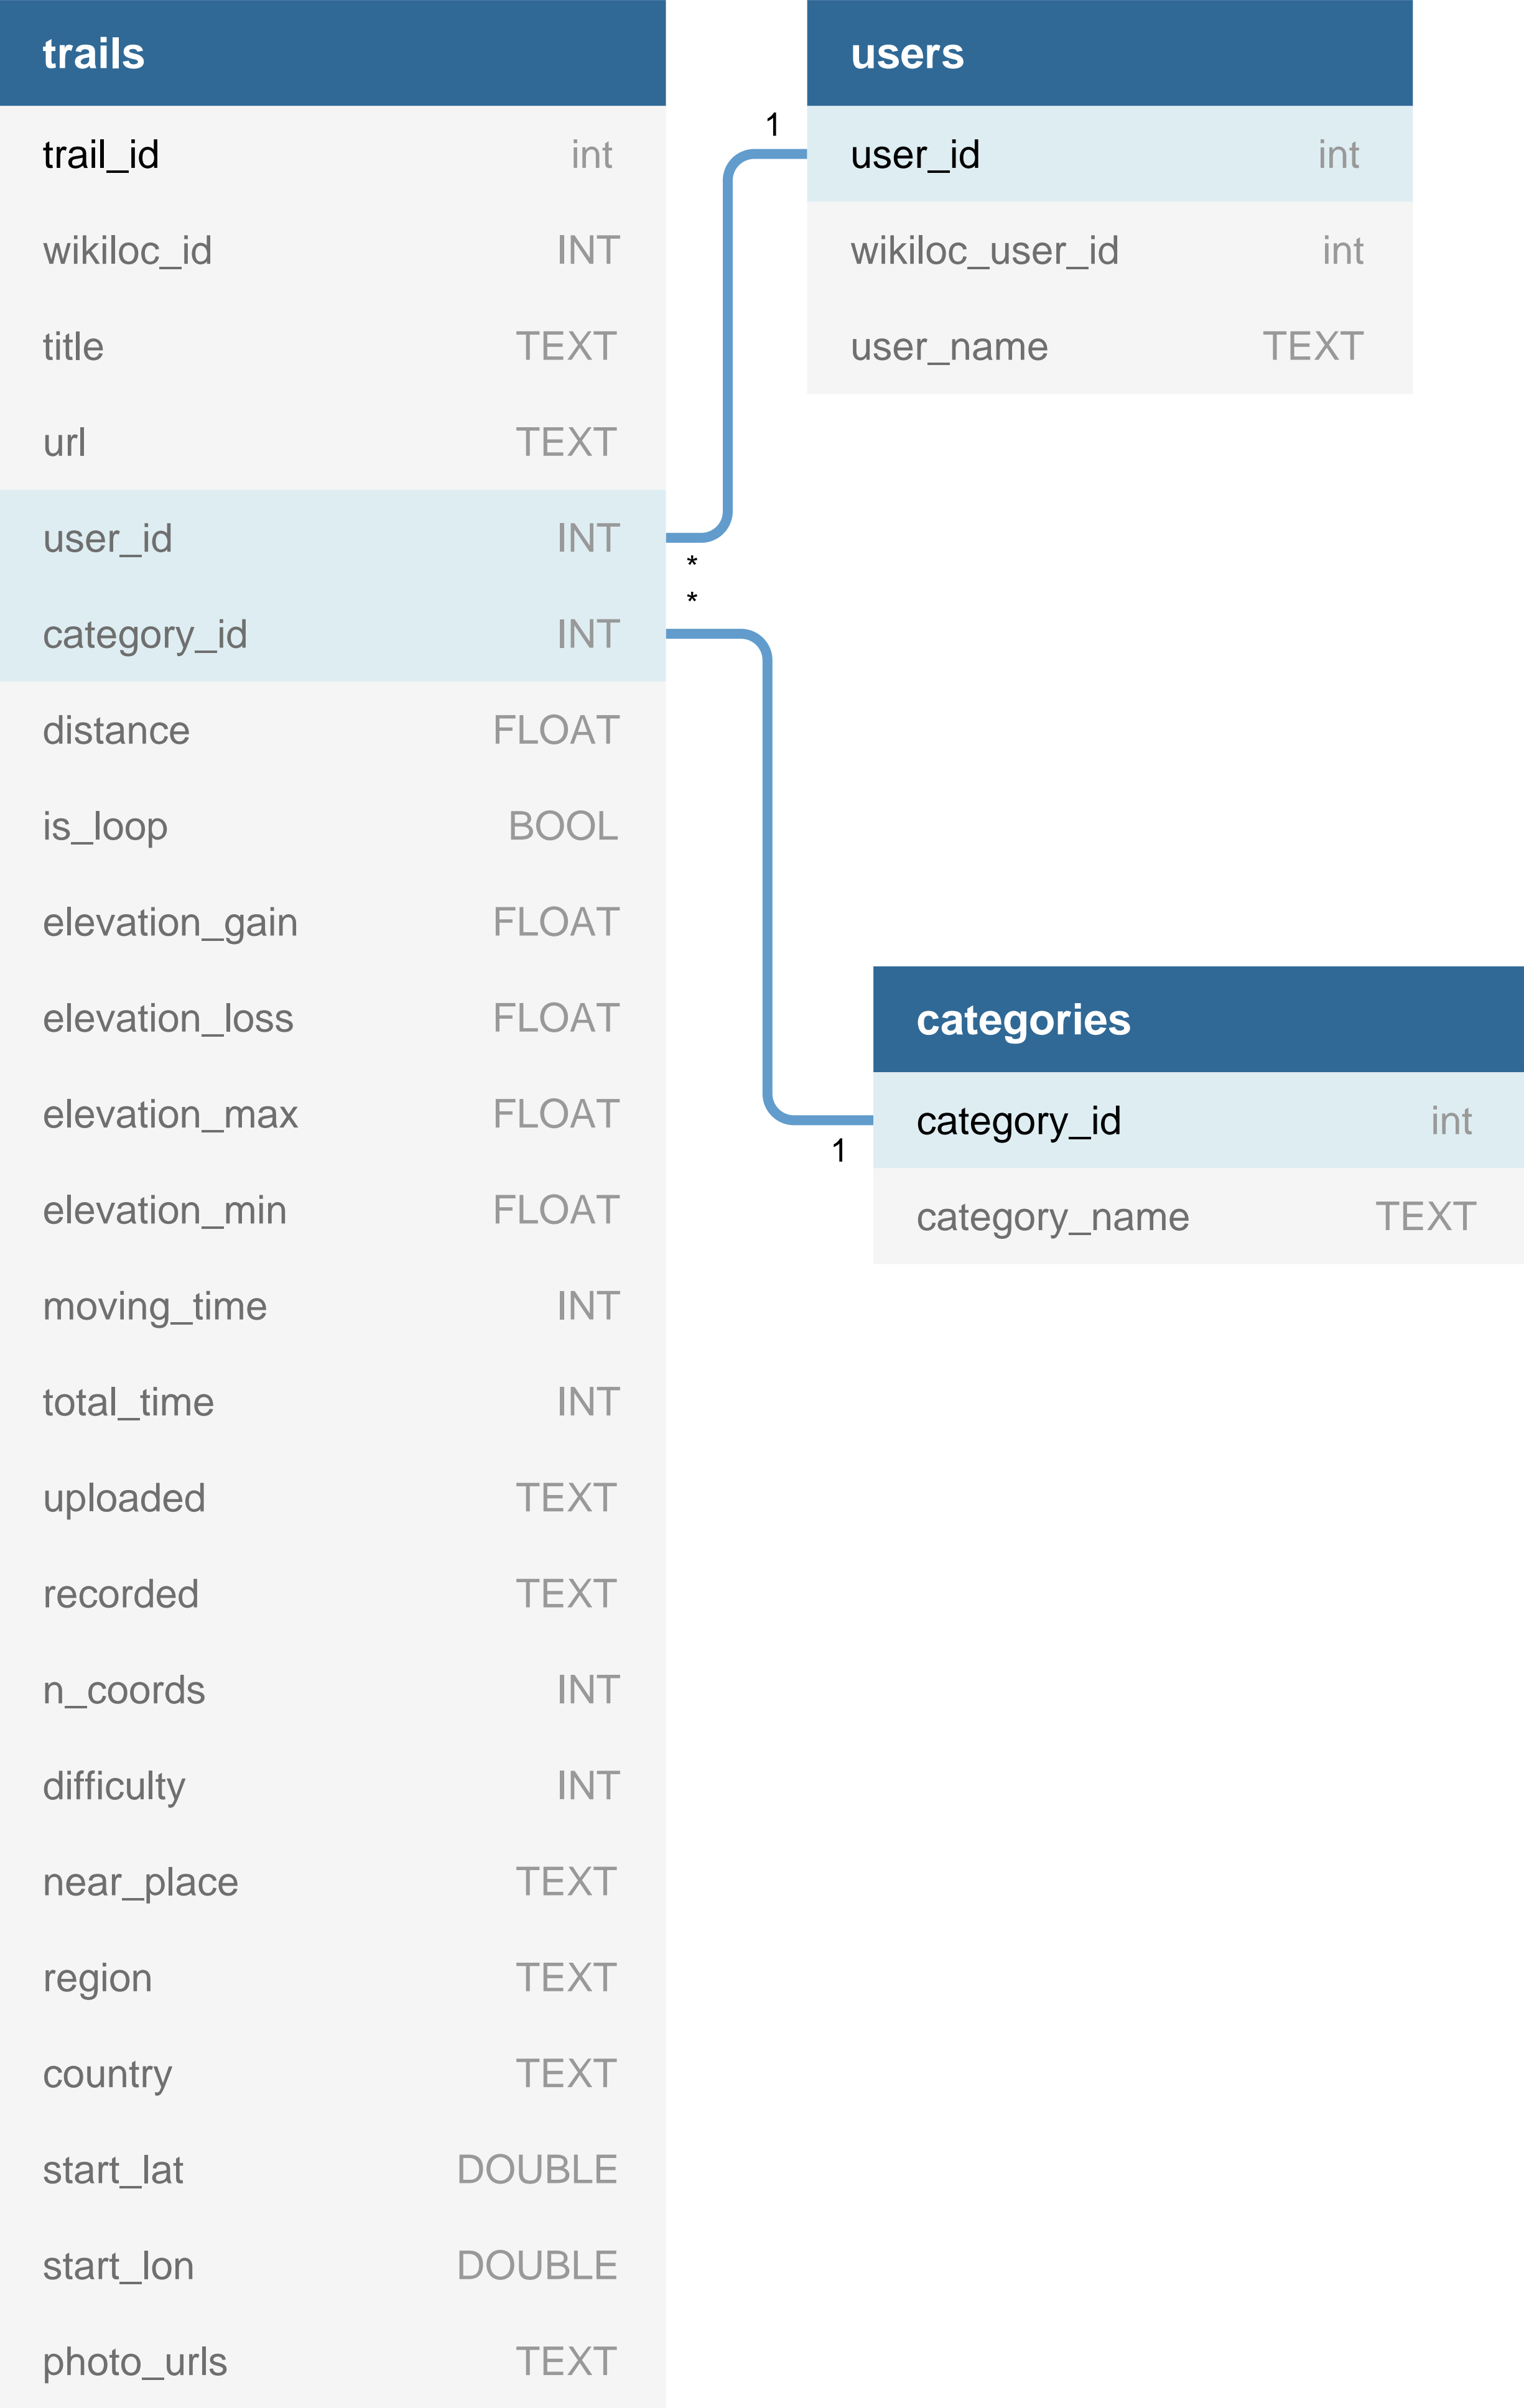 trails
trail_id int
wikiloc_id INT
title TEXT
url TEXT
user_id INT
category_id INT
distance FLOAT
is_loop BOOL
elevation_gain FLOAT
elevation_loss FLOAT
elevation_max FLOAT
elevation_min FLOAT
moving_time INT
total_time INT
uploaded TEXT
recorded TEXT
n_coords INT
difficulty INT
near_place TEXT
region TEXT
country TEXT
start_lat DOUBLE
start_lon DOUBLE
photo_urls TEXT
1
*
*
1
users
user_id int
wikiloc_user_id int
user_name TEXT
categories
category_id int
category_name TEXT